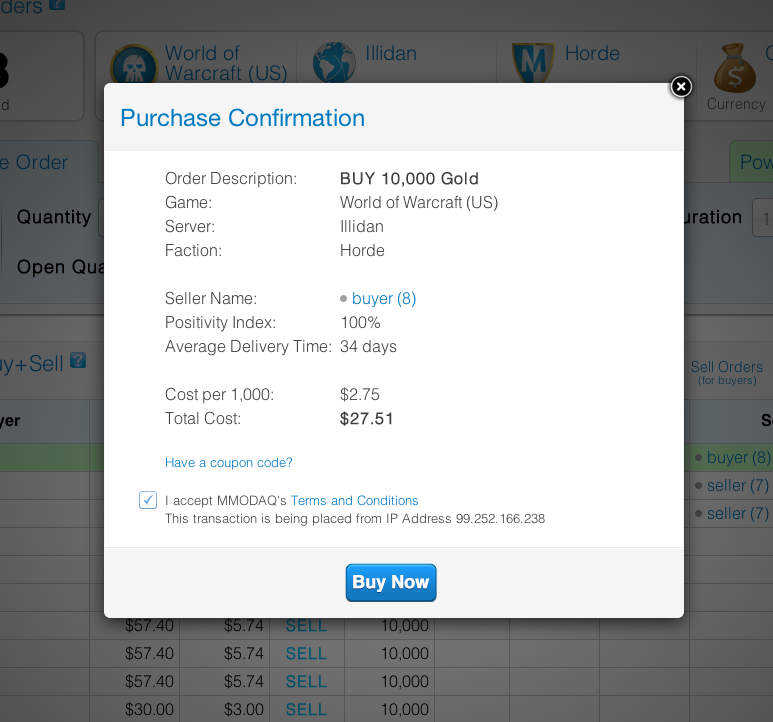 ders ?
World of
Warcraft (US)
Illidan
Horde
Currency
Purchase Confirmation
e Order
Pow
Quantity
uration 1
Open Qua
Order Description: BUY 10,000 Gold
Game: World of Warcraft (US)
Server: Illidan
Faction: Horde
Seller Name: buyer (8)
Positivity Index: 100%
Average Delivery Time: 34 days
Cost per 1,000: $2.75
Total Cost: $27.51
uy+Sell ?
Sell Orders
(for buyers)
yer
S
buyer (8)
seller (7)
seller (7)
Have a coupon code?
I accept MMODAQ's Terms and Conditions
This transaction is being placed from IP Address 99.252.166.238
Buy Now
$57.40 $5.74 SELL 10,000
$57.40 $5.74 SELL 10,000
$57.40 $5.74 SELL 10,000
$30.00 $3.00 SELL 10,000